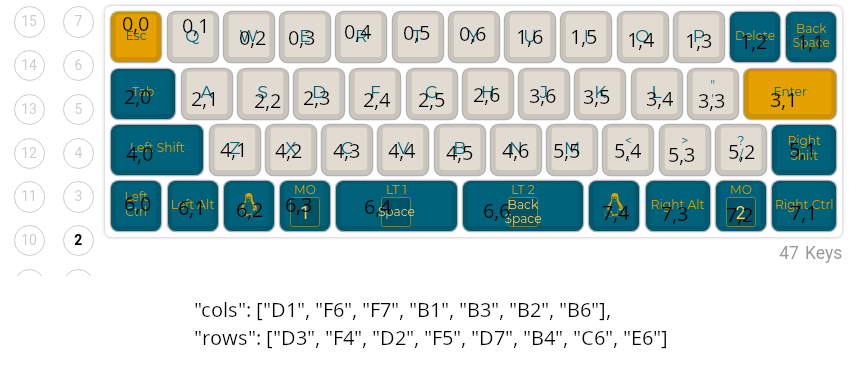 15 7
14 6
13 5
12 4
11 3
10 2
Esc Q W E R T Y U I O P Delete Back Space
0,0 0,1 0,2 0,3 0,4 0,5 0,6 1,6 1,5 1,4 1,3 1,2 1,1
Tab A S D F G H J K L " ' Enter
2,0 2,1 2,2 2,3 2,4 2,5 2,6 3,6 3,5 3,4 3,3 3,1
Left Shift Z X C V B N M < > ? Right Shift
4,0 4,1 4,2 4,3 4,4 4,5 4,6 5,5 5,4 5,3 5,2 5,1
Left Ctrl Left Alt MO 1 LT 1 Space LT 2 Back Space Right Alt MO 2 Right Ctrl
6,0 6,1 6,2 6,3 6,4 6,6 7,4 7,3 7,2 7,1
47 Keys
"cols": ["D1", "F6", "F7", "B1", "B3", "B2", "B6"],
"rows": ["D3", "F4", "D2", "F5", "D7", "B4", "C6", "E6"]